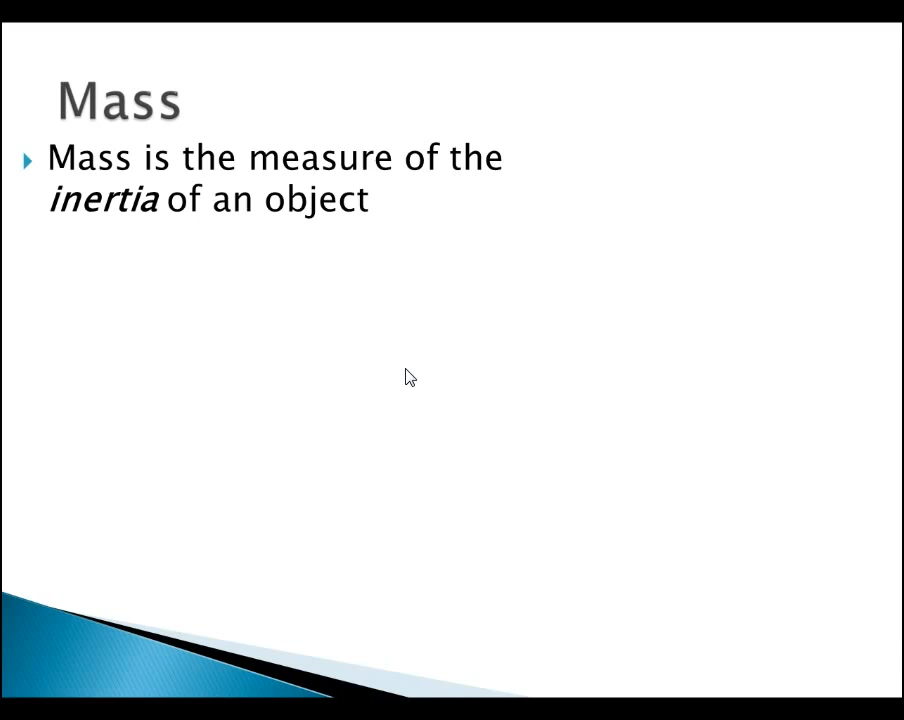 Mass
Mass is the measure of the
inertia of an object